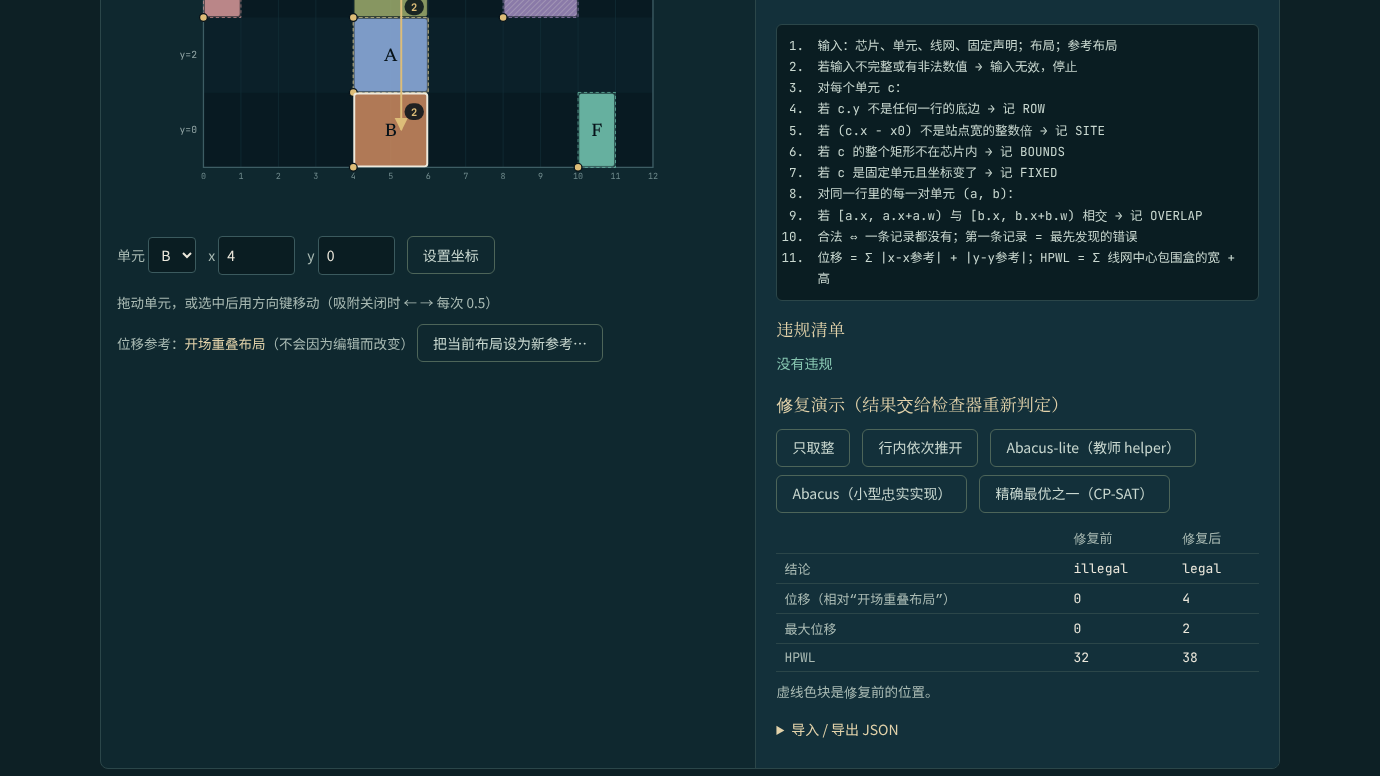 2
y=2
A
2
y=0
B
F
0 1 2 3 4 5 6 7 8 9 10 11 12
单元 B x 4 y 0 设置坐标
拖动单元，或选中后用方向键移动（吸附关闭时 ←→ 每次 0.5）
位移参考：开场重叠布局（不会因为编辑而改变） 把当前布局设为新参考…
1. 输入：芯片、单元、线网、固定声明；布局；参考布局
2. 若输入不完整或有非法数值 → 输入无效，停止
3. 对每个单元 c：
4. 若 c.y 不是任何一行的底边 → 记 ROW
5. 若 (c.x - x0) 不是站点宽的整数倍 → 记 SITE
6. 若 c 的整个矩形不在芯片内 → 记 BOUNDS
7. 若 c 是固定单元且坐标变了 → 记 FIXED
8. 对同一行里的每一对单元 (a, b)：
9. 若 [a.x, a.x+a.w) 与 [b.x, b.x+b.w) 相交 → 记 OVERLAP
10. 合法 ⇔ 一条记录都没有；第一条记录 = 最先发现的错误
11. 位移 = Σ |x-x参考| + |y-y参考|；HPWL = Σ 线网中心包围盒的宽 +
高
违规清单
没有违规
修复演示（结果交给检查器重新判定）
只取整 行内依次推开 Abacus-lite（教师 helper）
Abacus（小型忠实实现） 精确最优之一（CP-SAT）
修复前 修复后
结论 illegal legal
位移（相对“开场重叠布局”） 0 4
最大位移 0 2
HPWL 32 38
虚线色块是修复前的位置。
▶ 导入 / 导出 JSON